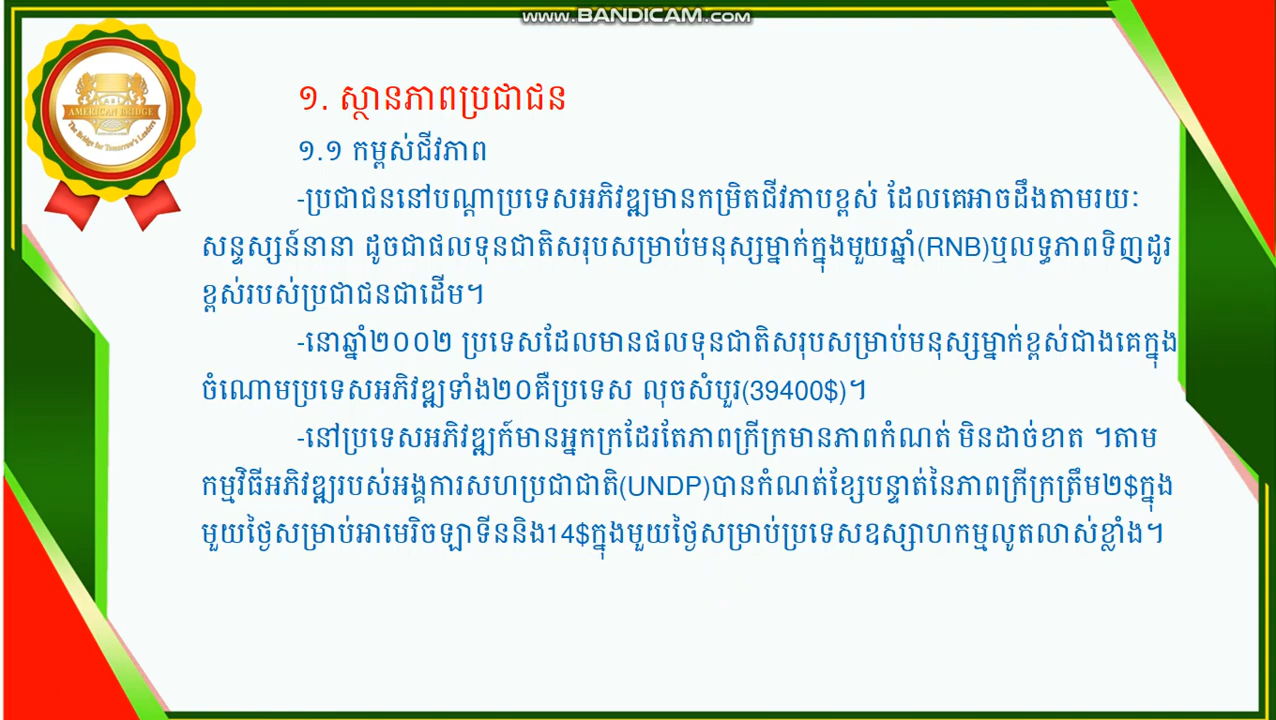 www.BANDICAM.com
AMERICAN BRIDGE
The Bridge for Tomorrow's Leaders
១. ស្ថានភាពប្រជាជន
១.១ កម្ពស់ជីវភាព
-ប្រជាជននៅបណ្តាប្រទេសអភិវឌ្ឍមានកម្រិតជីវភាបខ្ពស់ ដែលគេអាចដឹងតាមរយៈ
សន្ទស្សន៍នានា ដូចជាផលទុនជាតិសរុបសម្រាប់មនុស្សម្នាក់ក្នុងមួយឆ្នាំ(RNB)ឬលទ្ធភាពទិញដូរ
ខ្ពស់របស់ប្រជាជនជាដើម។
-នោឆ្នាំ២០០២ ប្រទេសដែលមានផលទុនជាតិសរុបសម្រាប់មនុស្សម្នាក់ខ្ពស់ជាងគេក្នុង
ចំណោមប្រទេសអភិវឌ្ឍទាំង២០គឺប្រទេស លុចសំបួរ(39400$)។
-នៅប្រទេសអភិវឌ្ឍក៍មានអ្នកក្រដែរតែភាពក្រីក្រមានភាពកំណត់ មិនដាច់ខាត ។តាម
កម្មវិធីអភិវឌ្ឍរបស់អង្គការសហប្រជាជាតិ(UNDP)បានកំណត់ខ្សែបន្ទាត់នៃភាពក្រីក្រត្រឹម២$ក្នុង
មួយថ្ងៃសម្រាប់អាមេរិចឡាទីននិង14$ក្នុងមួយថ្ងៃសម្រាប់ប្រទេសឧស្សាហកម្មលូតលាស់ខ្លាំង។